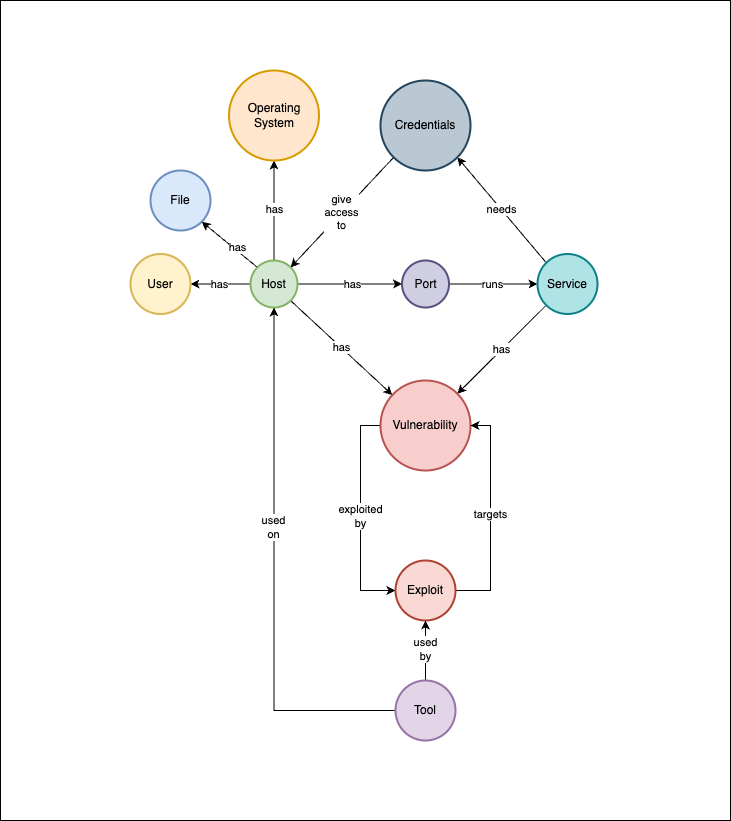 Operating
System
Credentials
File
give
access
to
has
needs
has
User
has
Host
has
Port
runs
Service
has
has
Vulnerability
exploited
by
targets
used
on
Exploit
used
by
Tool